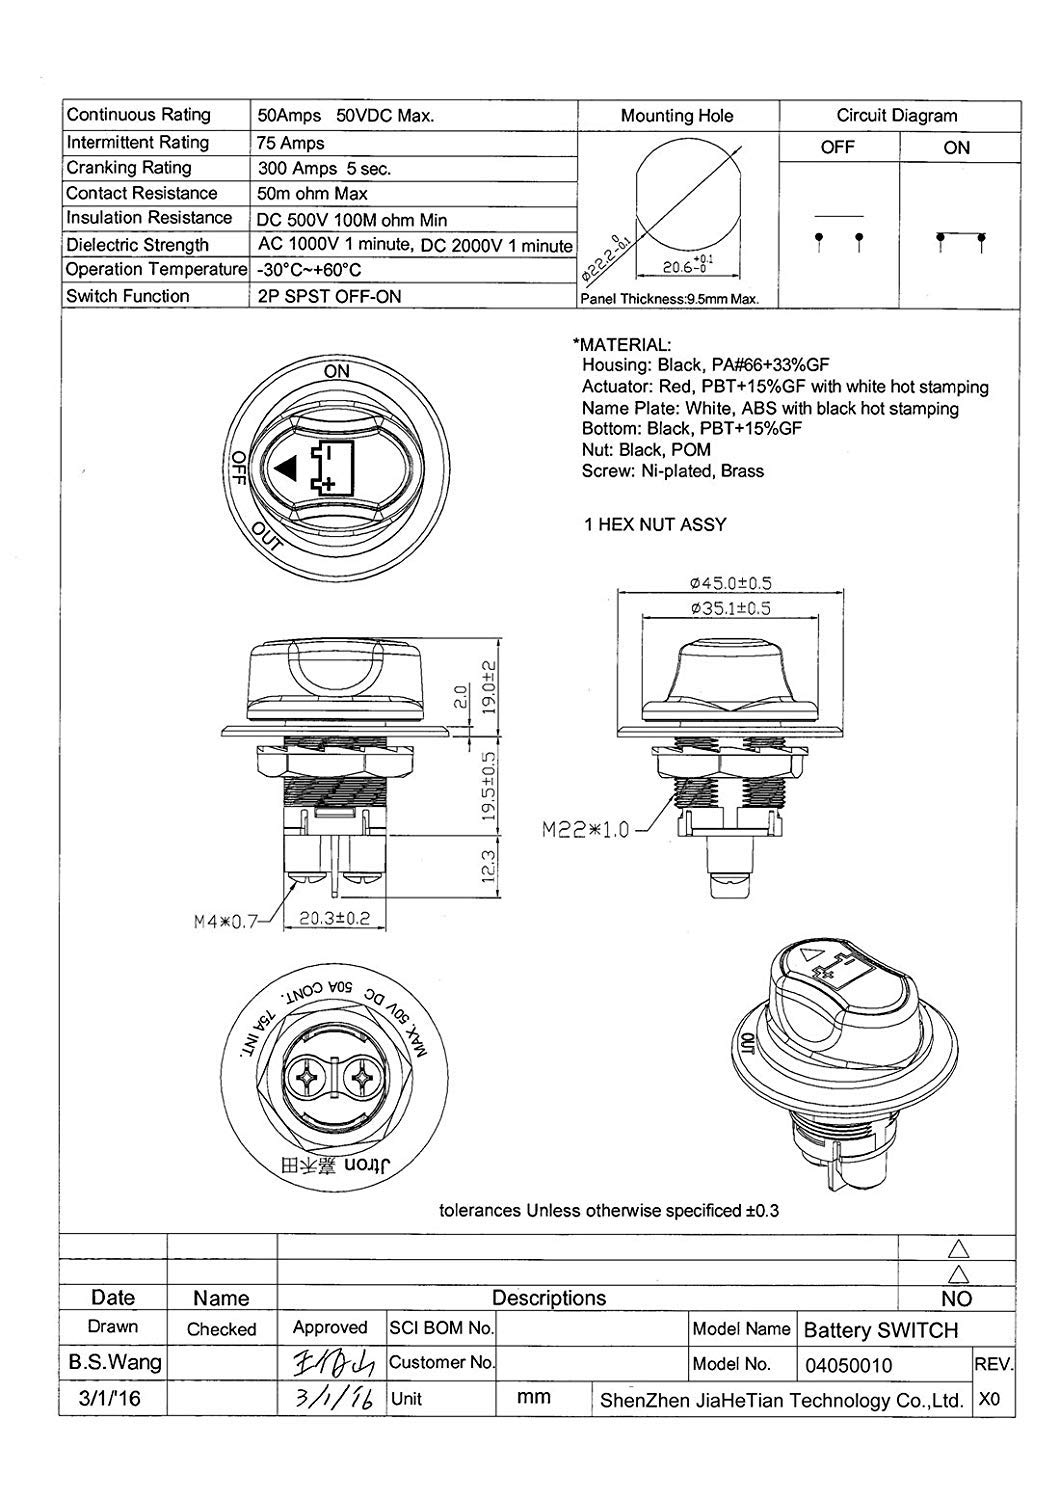 Continuous Rating 50Amps 50VDC Max.
Intermittent Rating 75 Amps
Cranking Rating 300 Amps 5 sec.
Contact Resistance 50m ohm Max
Insulation Resistance DC 500V 100M ohm Min
Dielectric Strength AC 1000V 1 minute, DC 2000V 1 minute
Operation Temperature -30°C~+60°C
Switch Function 2P SPST OFF-ON
Mounting Hole
Ø22.2 0 -0.1
20.6 +0.1 -0
Panel Thickness:9.5mm Max.
Circuit Diagram
OFF ON
*MATERIAL:
Housing: Black, PA#66+33%GF
Actuator: Red, PBT+15%GF with white hot stamping
Name Plate: White, ABS with black hot stamping
Bottom: Black, PBT+15%GF
Nut: Black, POM
Screw: Ni-plated, Brass
1 HEX NUT ASSY
ON
OFF
OUT
- +
Ø45.0±0.5
Ø35.1±0.5
2.0
19.0±2
19.5±0.5
12.3
M4*0.7
20.3±0.2
M22*1.0
MAX. 50V DC 50A CONT. 75A INT.
Jtron 嘉禾田
- +
OUT
tolerances Unless otherwise specificed ±0.3
Date Name Descriptions NO
Drawn Checked Approved SCI BOM No. Model Name Battery SWITCH
B.S.Wang Customer No. Model No. 04050010 REV.
3/1/'16 3/1/'16 Unit mm ShenZhen JiaHeTian Technology Co.,Ltd. X0